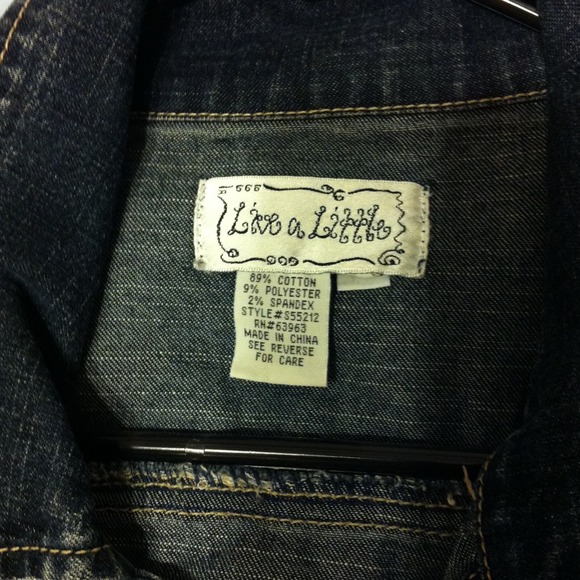 Live a Little
89% COTTON
9% POLYESTER
2% SPANDEX
STYLE#S55212
RN#63963
MADE IN CHINA
SEE REVERSE
FOR CARE